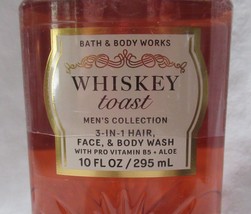 BATH & BODY WORKS
WHISKEY
toast
MEN'S COLLECTION
3-IN-1 HAIR,
FACE, & BODY WASH
WITH PRO VITAMIN B5 + ALOE
10 FL OZ / 295 mL